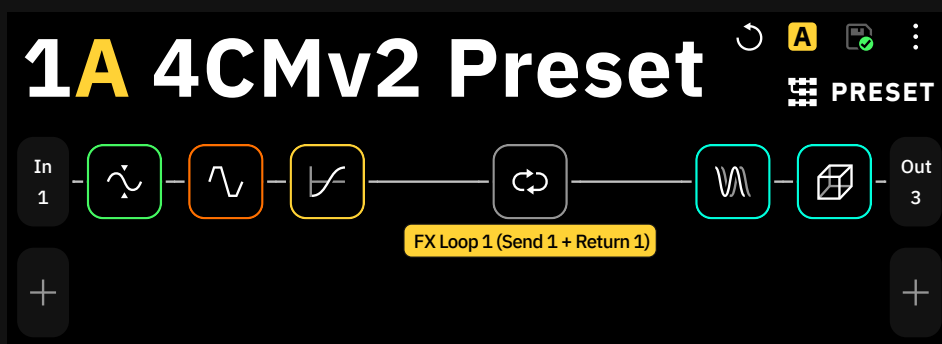 1A 4CMv2 Preset
A
PRESET
In
1
Out
3
FX Loop 1 (Send 1 + Return 1)